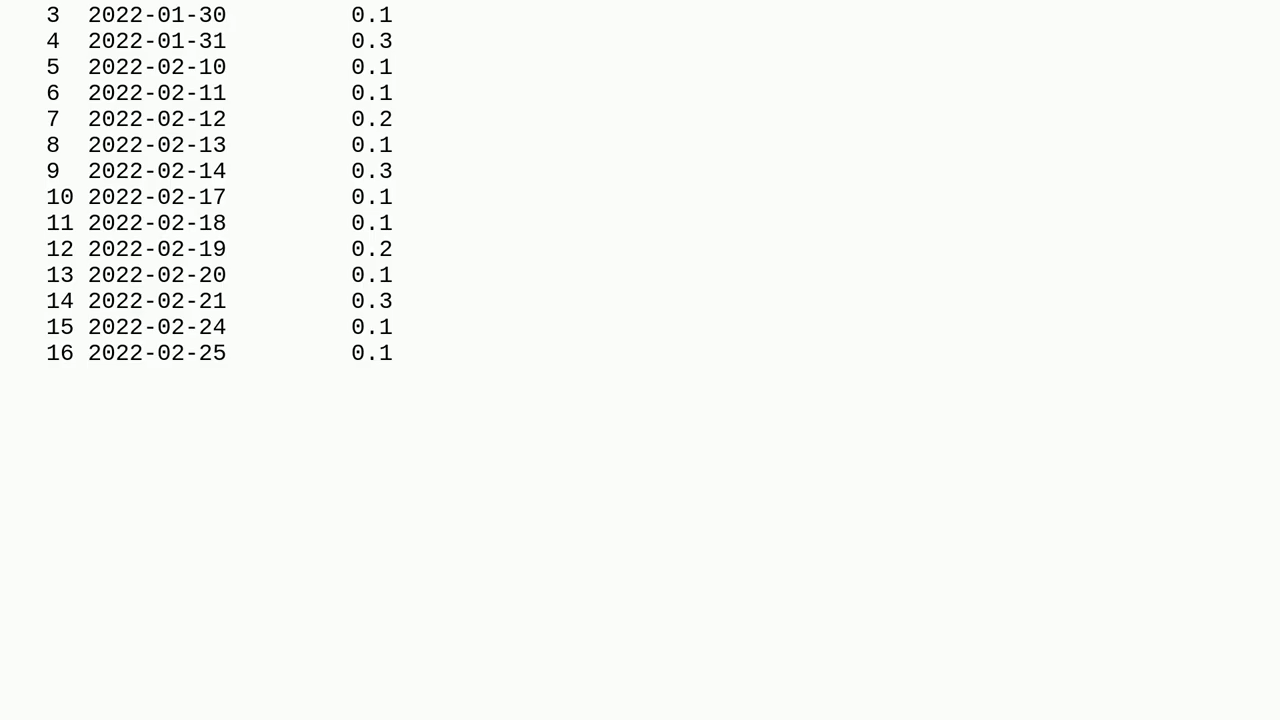 3  2022-01-30         0.1
4  2022-01-31         0.3
5  2022-02-10         0.1
6  2022-02-11         0.1
7  2022-02-12         0.2
8  2022-02-13         0.1
9  2022-02-14         0.3
10 2022-02-17         0.1
11 2022-02-18         0.1
12 2022-02-19         0.2
13 2022-02-20         0.1
14 2022-02-21         0.3
15 2022-02-24         0.1
16 2022-02-25         0.1